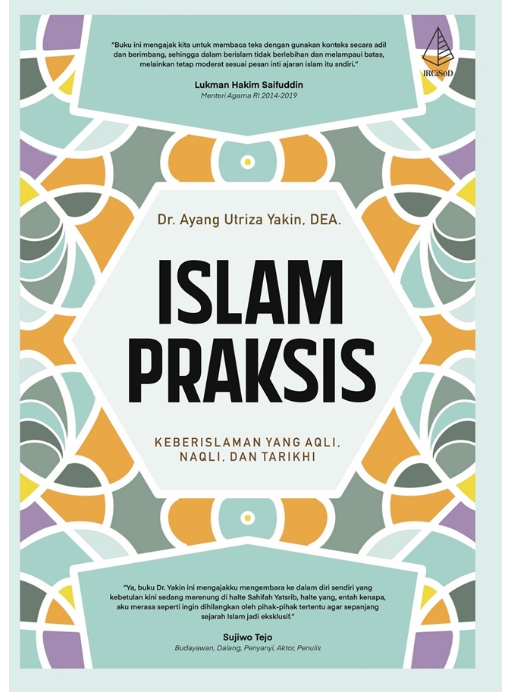 "Buku ini mengajak kita untuk membaca teks dengan gunakan konteks secara adil
dan berimbang, sehingga dalam berislam tidak berlebihan dan melampaui batas,
melainkan tetap moderat sesuai pesan inti ajaran islam itu sndiri."
Lukman Hakim Saifuddin
Menteri Agama RI 2014-2019
IRCiSoD
Dr. Ayang Utriza Yakin, DEA.
ISLAM
PRAKSIS
KEBERISLAMAN YANG AQLI,
NAQLI, DAN TARIKHI
"Ya, buku Dr. Yakin ini mengajakku mengembara ke dalam diri sendiri yang
kebetulan kini sedang merenung di halte Sahifah Yatsrib, halte yang, entah kenapa,
aku merasa seperti ingin dihilangkan oleh pihak-pihak tertentu agar sepanjang
sejarah Islam jadi eksklusif."
Sujiwo Tejo
Budayawan, Dalang, Penyanyi, Aktor, Penulis